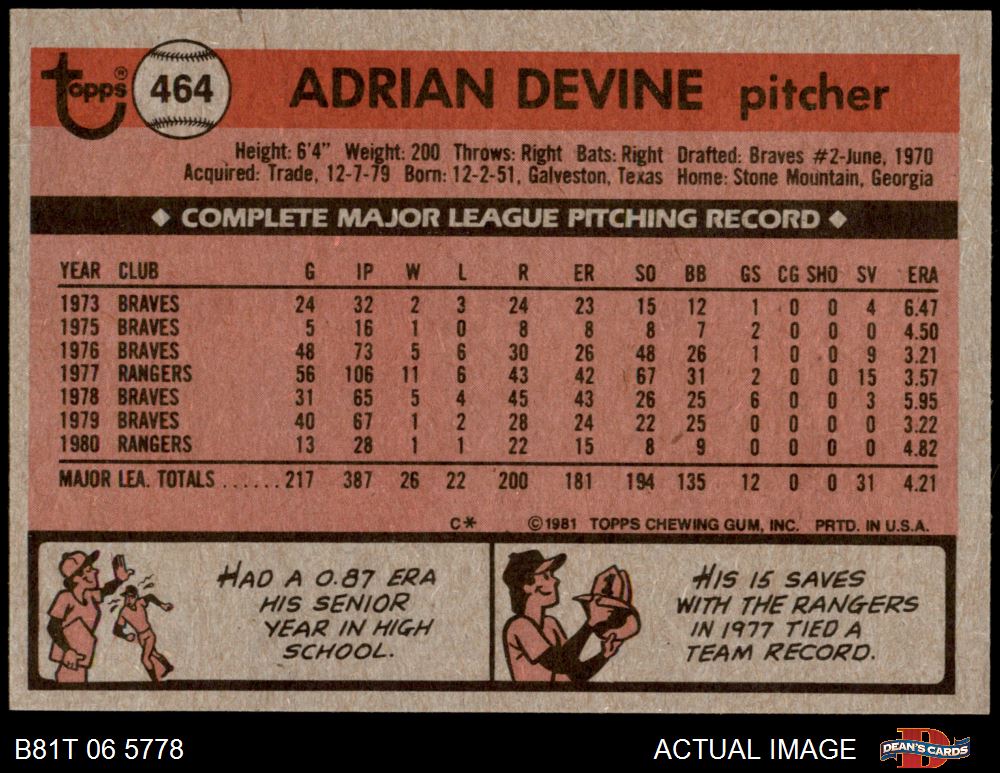 topps® 464 ADRIAN DEVINE pitcher
Height: 6'4" Weight: 200 Throws: Right Bats: Right Drafted: Braves #2-June, 1970
Acquired: Trade, 12-7-79 Born: 12-2-51, Galveston, Texas Home: Stone Mountain, Georgia
◆ COMPLETE MAJOR LEAGUE PITCHING RECORD ◆
YEAR CLUB G IP W L R ER SO BB GS CG SHO SV ERA
1973 BRAVES 24 32 2 3 24 23 15 12 1 0 0 4 6.47
1975 BRAVES 5 16 1 0 8 8 8 7 2 0 0 0 4.50
1976 BRAVES 48 73 5 6 30 26 48 26 1 0 0 9 3.21
1977 RANGERS 56 106 11 6 43 42 67 31 2 0 0 15 3.57
1978 BRAVES 31 65 5 4 45 43 26 25 6 0 0 3 5.95
1979 BRAVES 40 67 1 2 28 24 22 25 0 0 0 0 3.22
1980 RANGERS 13 28 1 1 22 15 8 9 0 0 0 0 4.82
MAJOR LEA. TOTALS ......217 387 26 22 200 181 194 135 12 0 0 31 4.21
C* ©1981 TOPPS CHEWING GUM, INC. PRTD. IN U.S.A.
HAD A 0.87 ERA
HIS SENIOR
YEAR IN HIGH
SCHOOL.
1
HIS 15 SAVES
WITH THE RANGERS
IN 1977 TIED A
TEAM RECORD.
B81T 06 5778 ACTUAL IMAGE DEAN'S CARDS